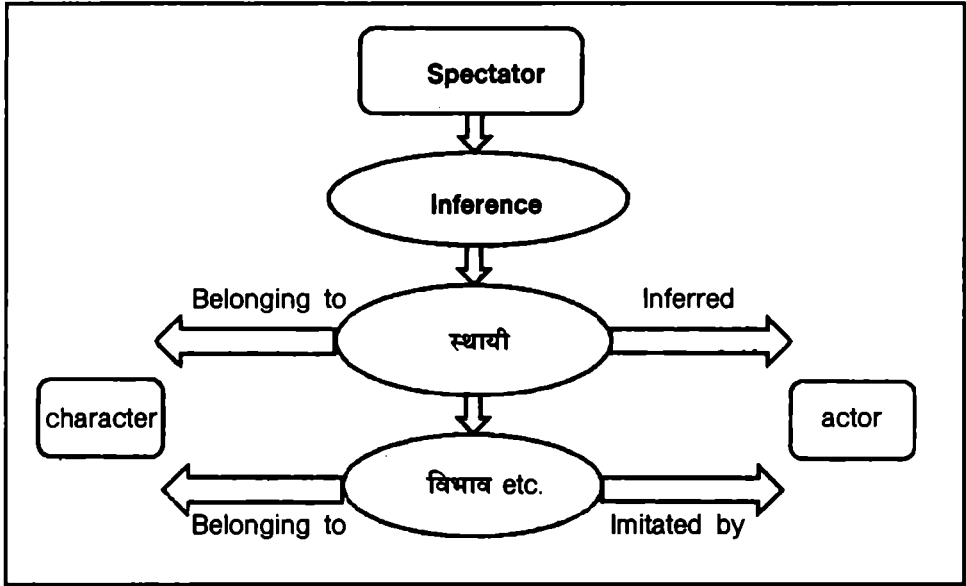 Spectator
Inference
Belonging to
Inferred
स्थायी
character
actor
विभाव etc.
Belonging to
Imitated by